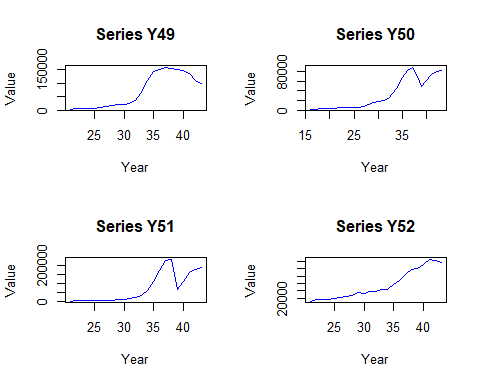 Series Y49
Value
0
150000
25
30
35
40
Year
Series Y50
Value
0
80000
15
25
35
Year
Series Y51
Value
0
200000
25
30
35
40
Year
Series Y52
Value
20000
25
30
35
40
Year